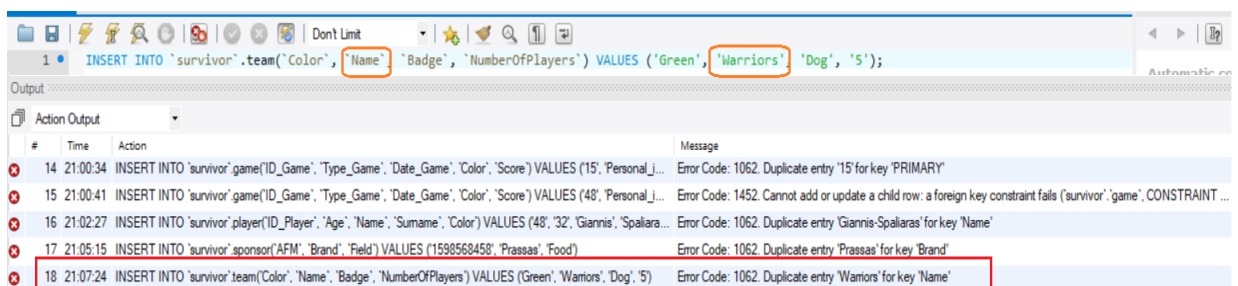 Don't Limit
1 INSERT INTO `survivor`.team(`Color`, `Name`, `Badge`, `NumberOfPlayers`) VALUES ('Green', 'Warriors', 'Dog', '5');
Automatic co
Output
Action Output
# Time Action Message
14 21:00:34 INSERT INTO `survivor`.game(`ID_Game`, `Type_Game`, `Date_Game`, `Color`, `Score`) VALUES ('15', 'Personal_i... Error Code: 1062. Duplicate entry '15' for key 'PRIMARY'
15 21:00:41 INSERT INTO `survivor`.game(`ID_Game`, `Type_Game`, `Date_Game`, `Color`, `Score`) VALUES ('48', 'Personal_i... Error Code: 1452. Cannot add or update a child row: a foreign key constraint fails (`survivor`.`game`, CONSTRAINT ...
16 21:02:27 INSERT INTO `survivor`.player(`ID_Player`, `Age`, `Name`, `Surname`, `Color`) VALUES ('48', '32', 'Giannis', 'Spaliara... Error Code: 1062. Duplicate entry 'Giannis-Spaliaras' for key 'Name'
17 21:05:15 INSERT INTO `survivor`.sponsor(`AFM`, `Brand`, `Field`) VALUES ('1598568458', 'Prassas', 'Food') Error Code: 1062. Duplicate entry 'Prassas' for key 'Brand'
18 21:07:24 INSERT INTO `survivor`.team(`Color`, `Name`, `Badge`, `NumberOfPlayers`) VALUES ('Green', 'Warriors', 'Dog', '5') Error Code: 1062. Duplicate entry 'Warriors' for key 'Name'